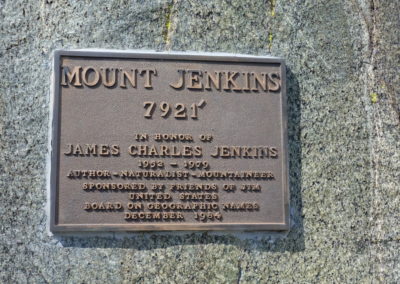 MOUNT JENKINS
7921'
IN HONOR OF
JAMES CHARLES JENKINS
1952 - 1979
AUTHOR-NATURALIST-MOUNTAINEER
SPONSORED BY FRIENDS OF JIM
UNITED STATES
BOARD ON GEOGRAPHIC NAMES
DECEMBER 1984